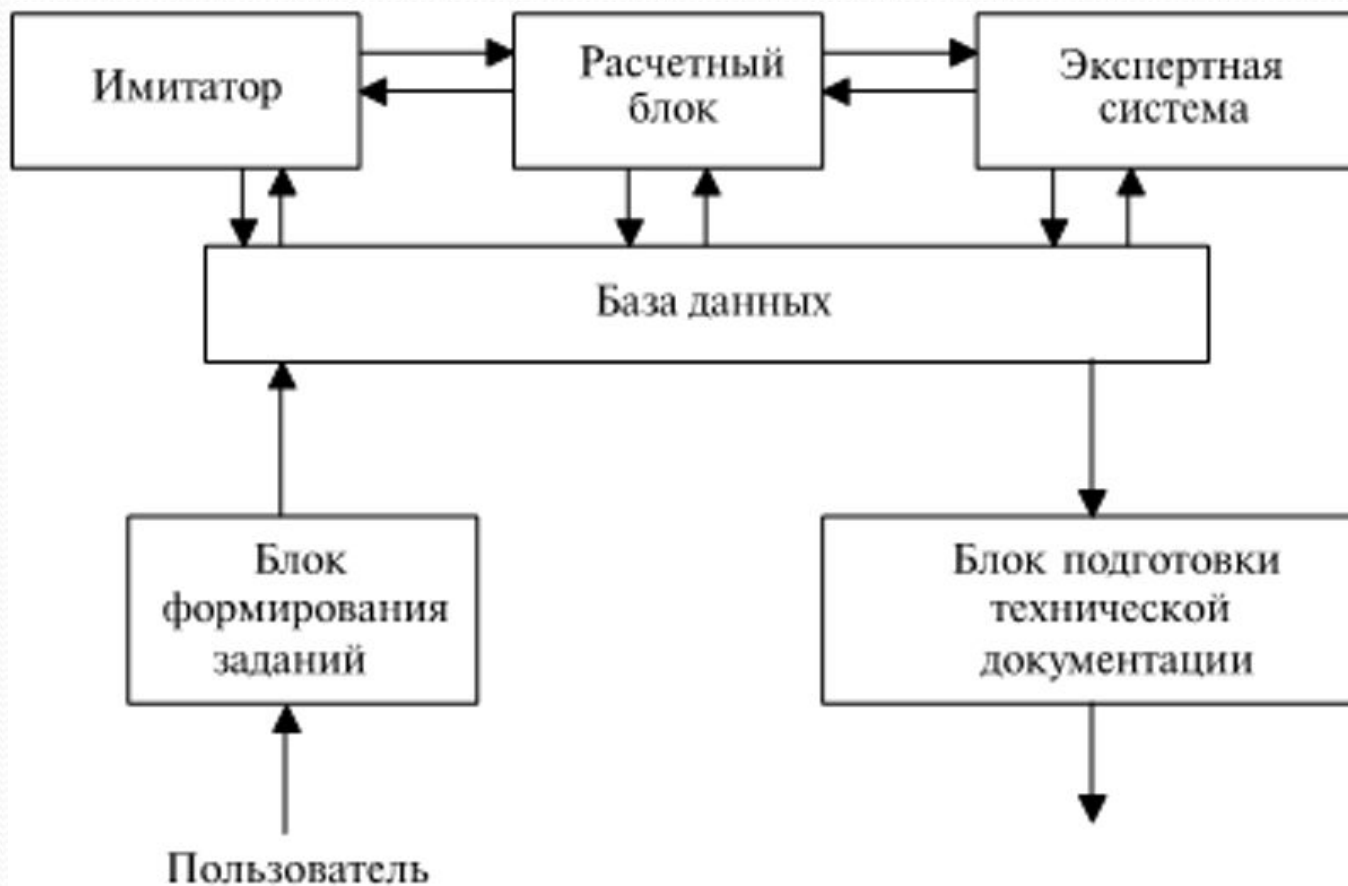 Имитатор
Расчетный
блок
Экспертная
система
База данных
Блок
формирования
заданий
Блок подготовки
технической
документации
Пользователь